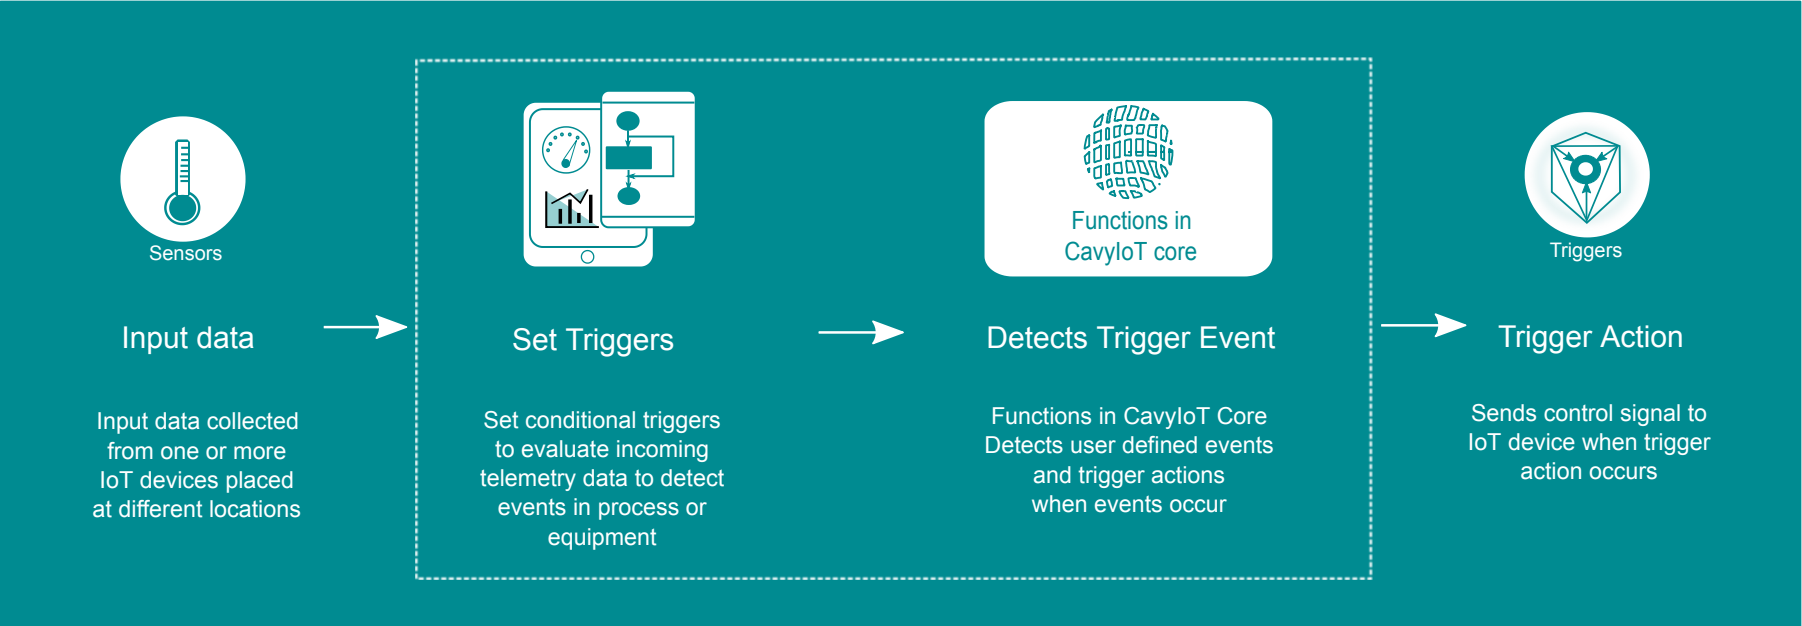 Sensors
Input data
Input data collected
from one or more
IoT devices placed
at different locations
Set Triggers
Set conditional triggers
to evaluate incoming
telemetry data to detect
events in process or
equipment
Functions in
CavyIoT core
Detects Trigger Event
Functions in CavyIoT Core
Detects user defined events
and trigger actions
when events occur
Triggers
Trigger Action
Sends control signal to
IoT device when trigger
action occurs